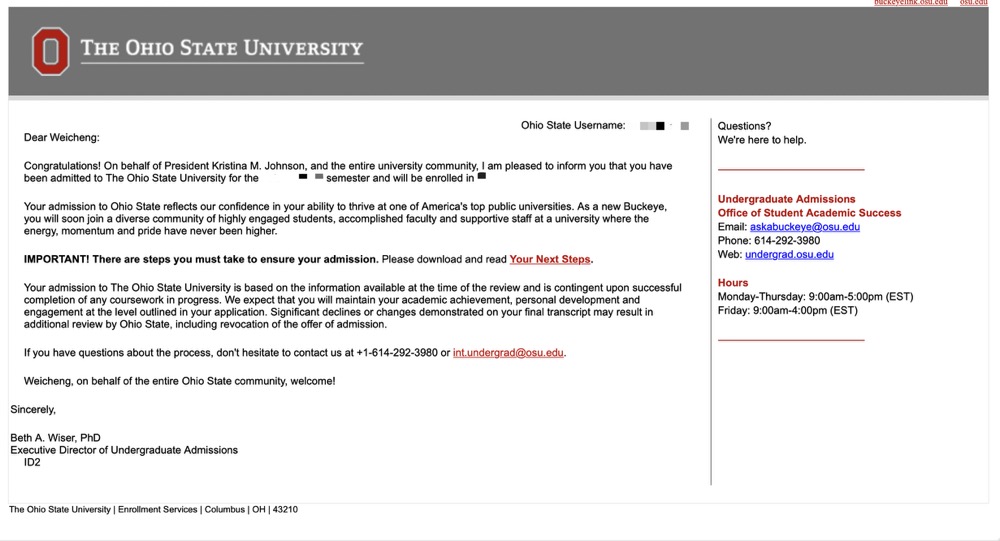 buckeyelink.osu.edu osu.edu
THE OHIO STATE UNIVERSITY
Ohio State Username:
Dear Weicheng:
Congratulations! On behalf of President Kristina M. Johnson, and the entire university community, I am pleased to inform you that you have
been admitted to The Ohio State University for the semester and will be enrolled in
Your admission to Ohio State reflects our confidence in your ability to thrive at one of America's top public universities. As a new Buckeye,
you will soon join a diverse community of highly engaged students, accomplished faculty and supportive staff at a university where the
energy, momentum and pride have never been higher.
IMPORTANT! There are steps you must take to ensure your admission. Please download and read Your Next Steps.
Your admission to The Ohio State University is based on the information available at the time of the review and is contingent upon successful
completion of any coursework in progress. We expect that you will maintain your academic achievement, personal development and
engagement at the level outlined in your application. Significant declines or changes demonstrated on your final transcript may result in
additional review by Ohio State, including revocation of the offer of admission.
If you have questions about the process, don't hesitate to contact us at +1-614-292-3980 or int.undergrad@osu.edu.
Weicheng, on behalf of the entire Ohio State community, welcome!
Sincerely,
Beth A. Wiser, PhD
Executive Director of Undergraduate Admissions
ID2
Questions?
We're here to help.
Undergraduate Admissions
Office of Student Academic Success
Email: askabuckeye@osu.edu
Phone: 614-292-3980
Web: undergrad.osu.edu
Hours
Monday-Thursday: 9:00am-5:00pm (EST)
Friday: 9:00am-4:00pm (EST)
The Ohio State University | Enrollment Services | Columbus | OH | 43210